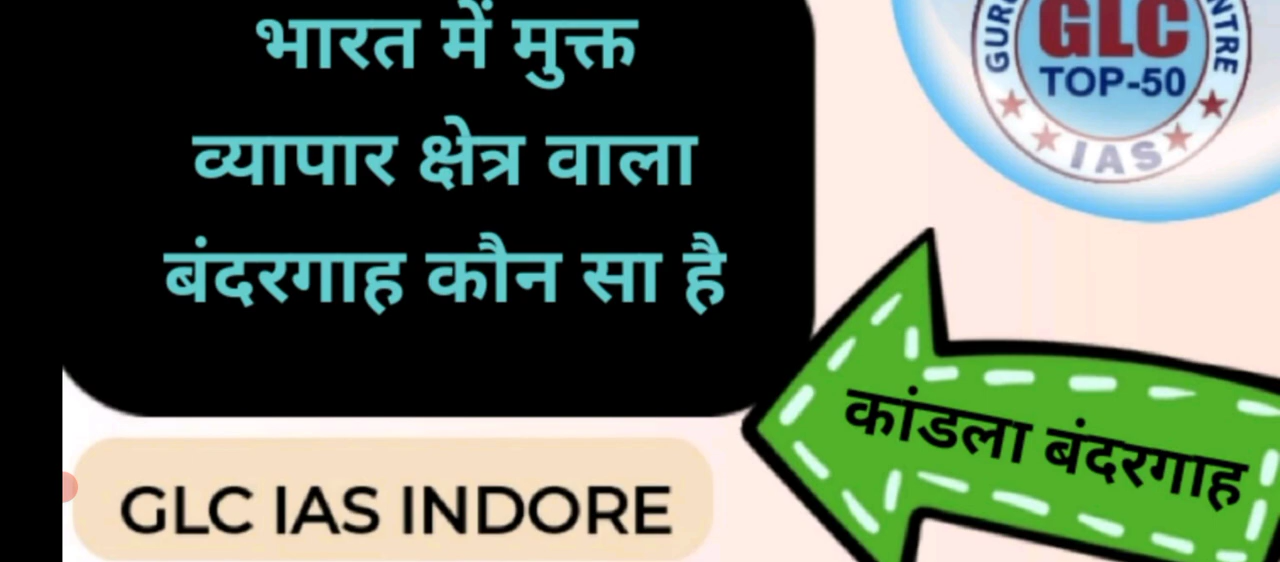 भारत में मुक्त
व्यापार क्षेत्र वाला
बंदरगाह कौन सा है
GLC
TOP-50
IAS
कांडला बंदरगाह
GLC IAS INDORE